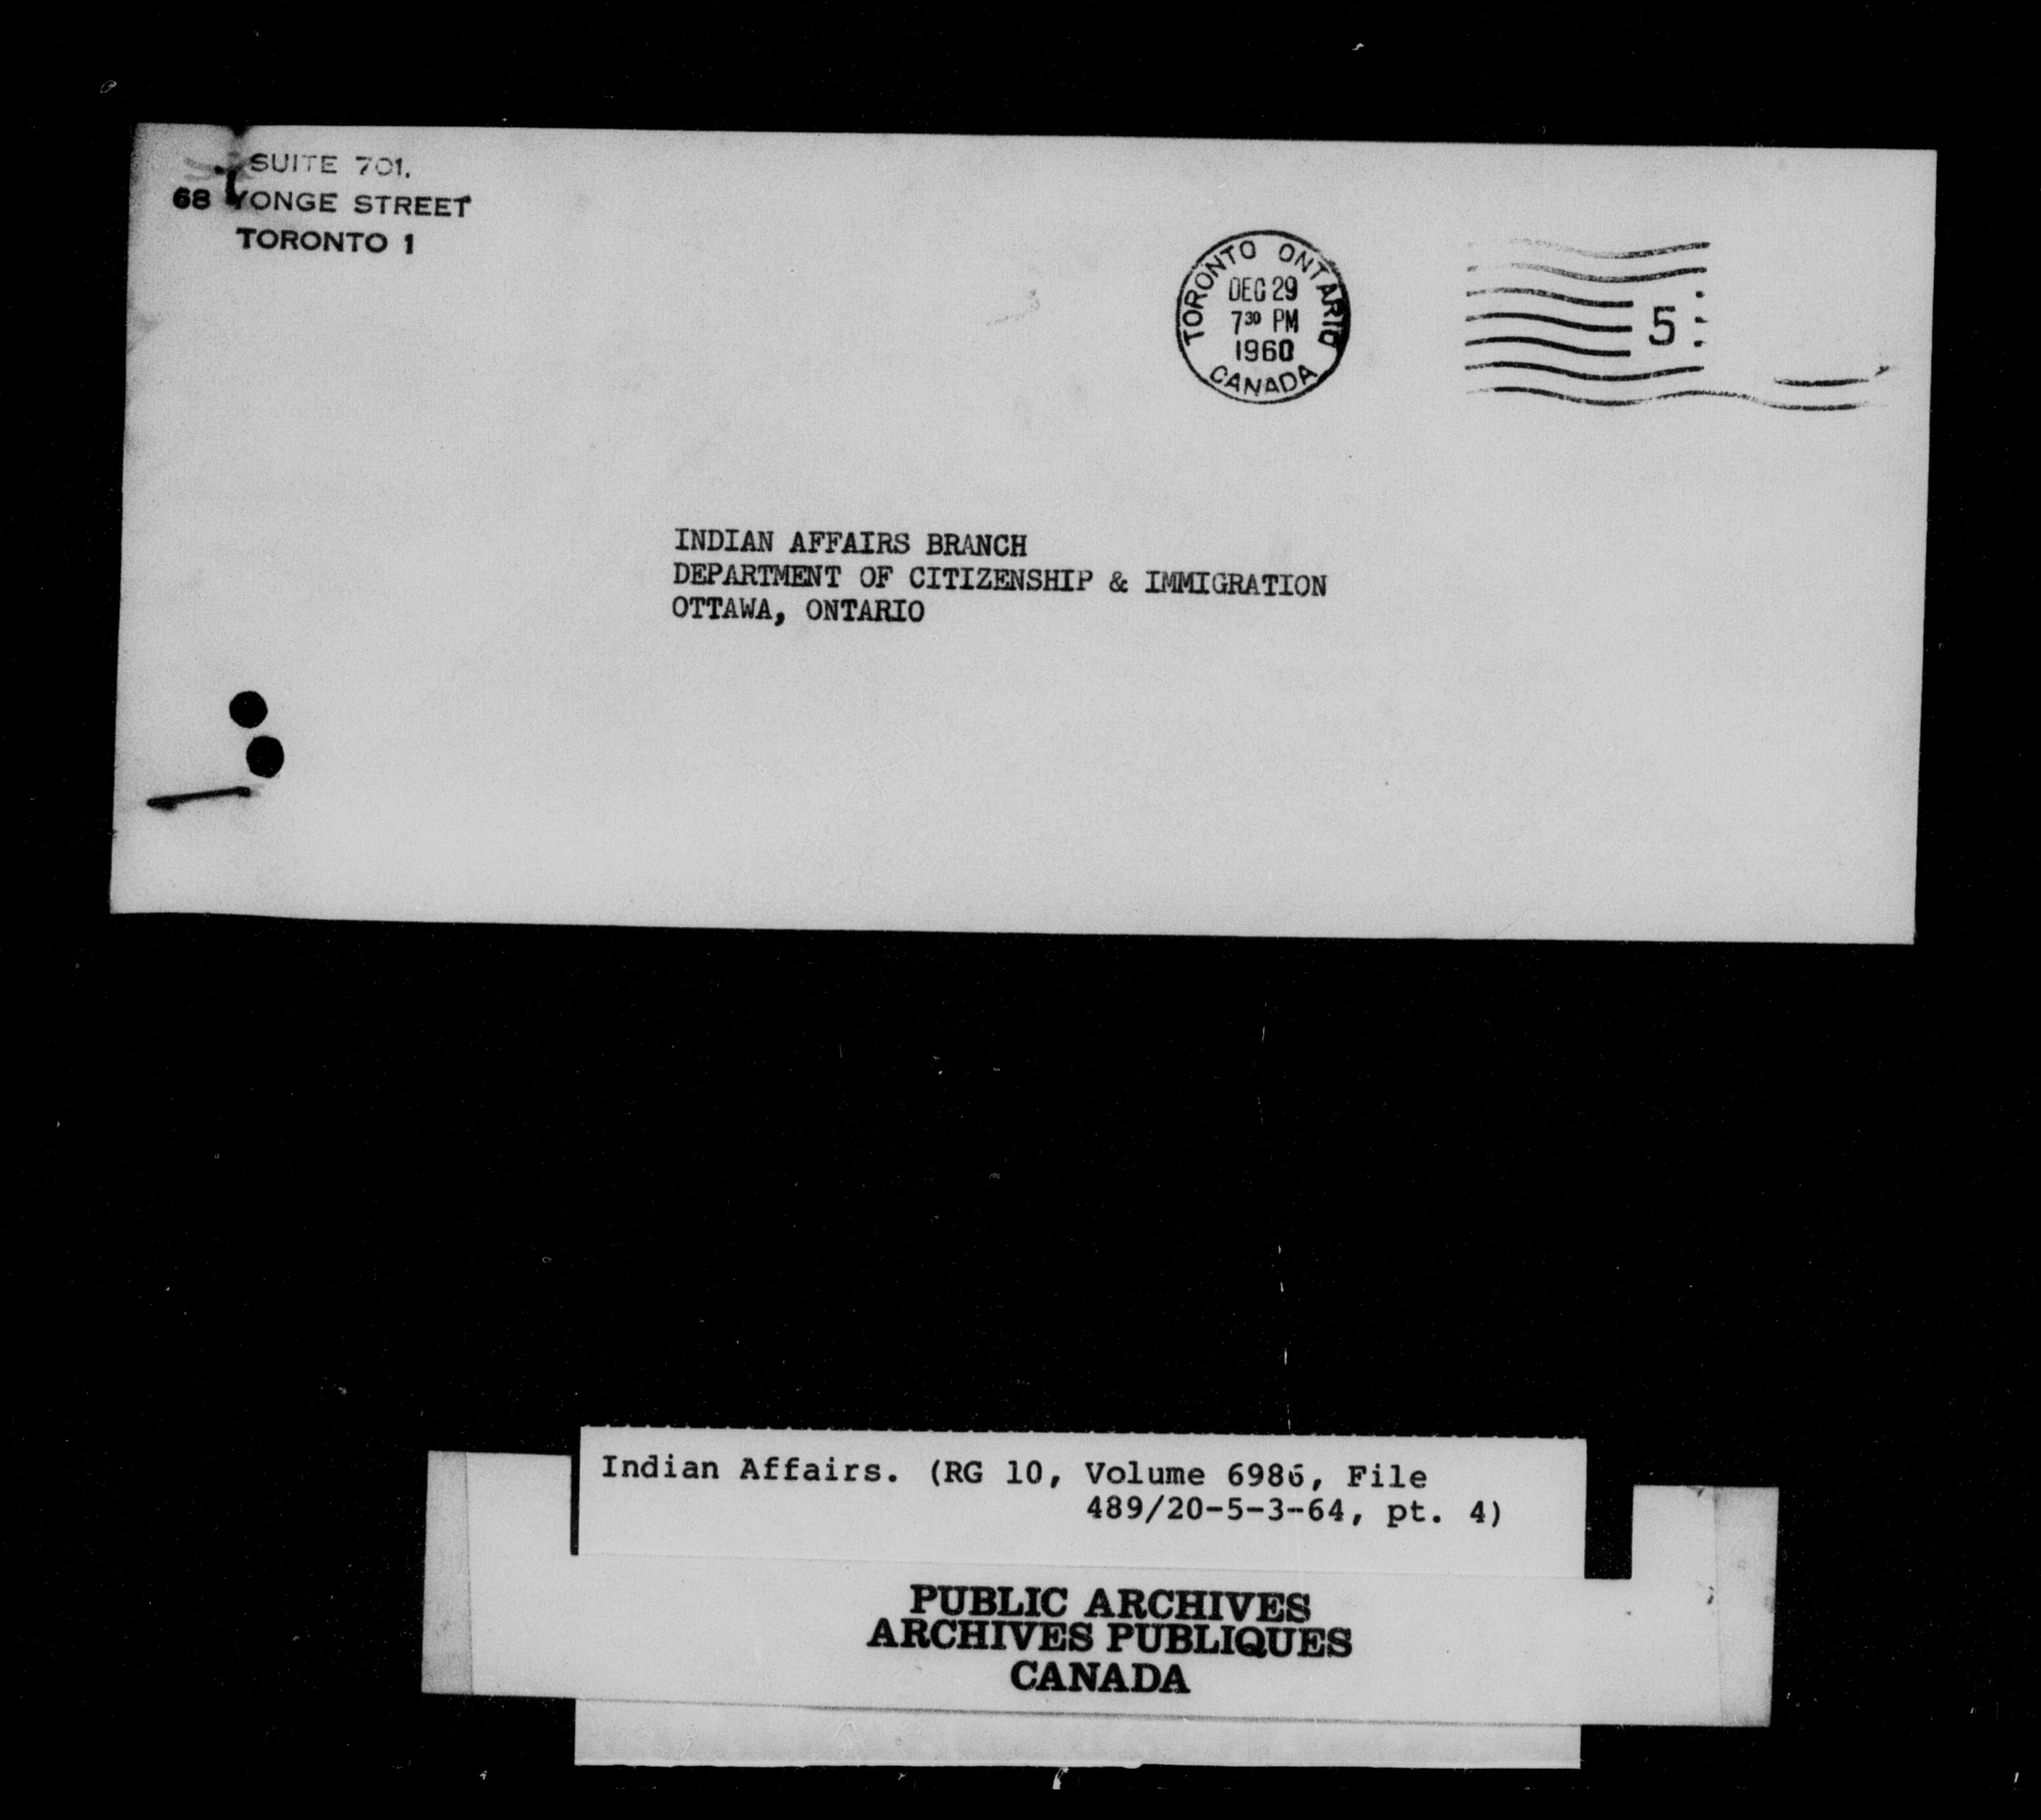 SUITE 701.
68 YONGE STREET
TORONTO 1
TORONTO ONTARIO
DEC 29
730 PM
1960
CANADA
5
INDIAN AFFAIRS BRANCH
DEPARTMENT OF CITIZENSHIP & IMMIGRATION
OTTAWA, ONTARIO
Indian Affairs. (RG 10, Volume 6986, File
489/20-5-3-64, pt. 4)
PUBLIC ARCHIVES
ARCHIVES PUBLIQUES
CANADA